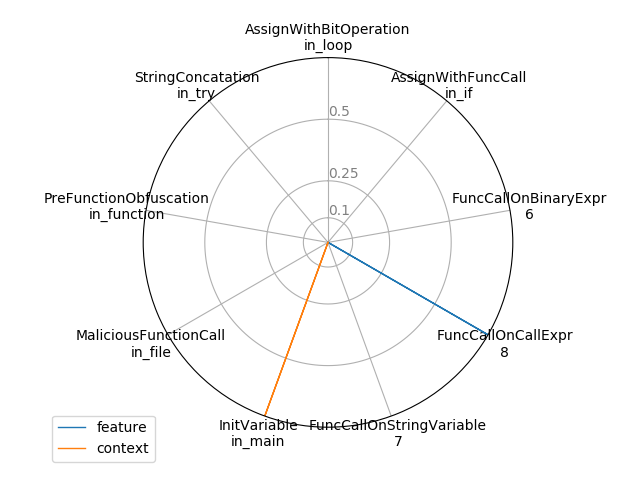 AssignWithBitOperation
in_loop
StringConcatation
in_try
AssignWithFuncCall
in_if
0.5
0.25
0.1
PreFunctionObfuscation
in_function
FuncCallOnBinaryExpr
6
MaliciousFunctionCall
in_file
FuncCallOnCallExpr
8
InitVariable
in_main
FuncCallOnStringVariable
7
feature
context